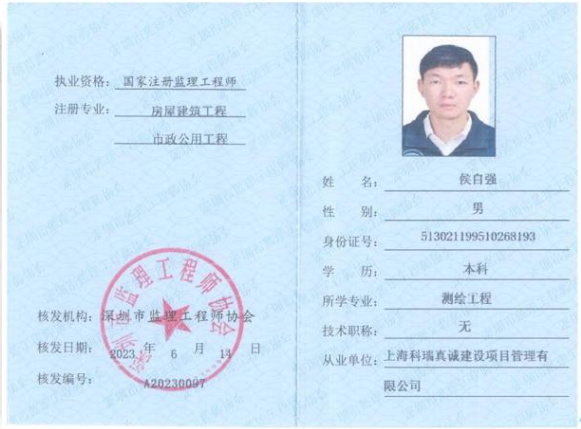 执业资格：国家注册监理工程师
注册专业：房屋建筑工程
市政公用工程
深圳市监理工程师协会
核发机构：深圳市监理工程师协会
核发日期：2023 年 6 月 14 日
核发编号：A20230097
姓 名：侯自强
性 别：男
身份证号：513021199510268193
学 历：本科
所学专业：测绘工程
技术职称：无
从业单位：上海科瑞真诚建设项目管理有
限公司